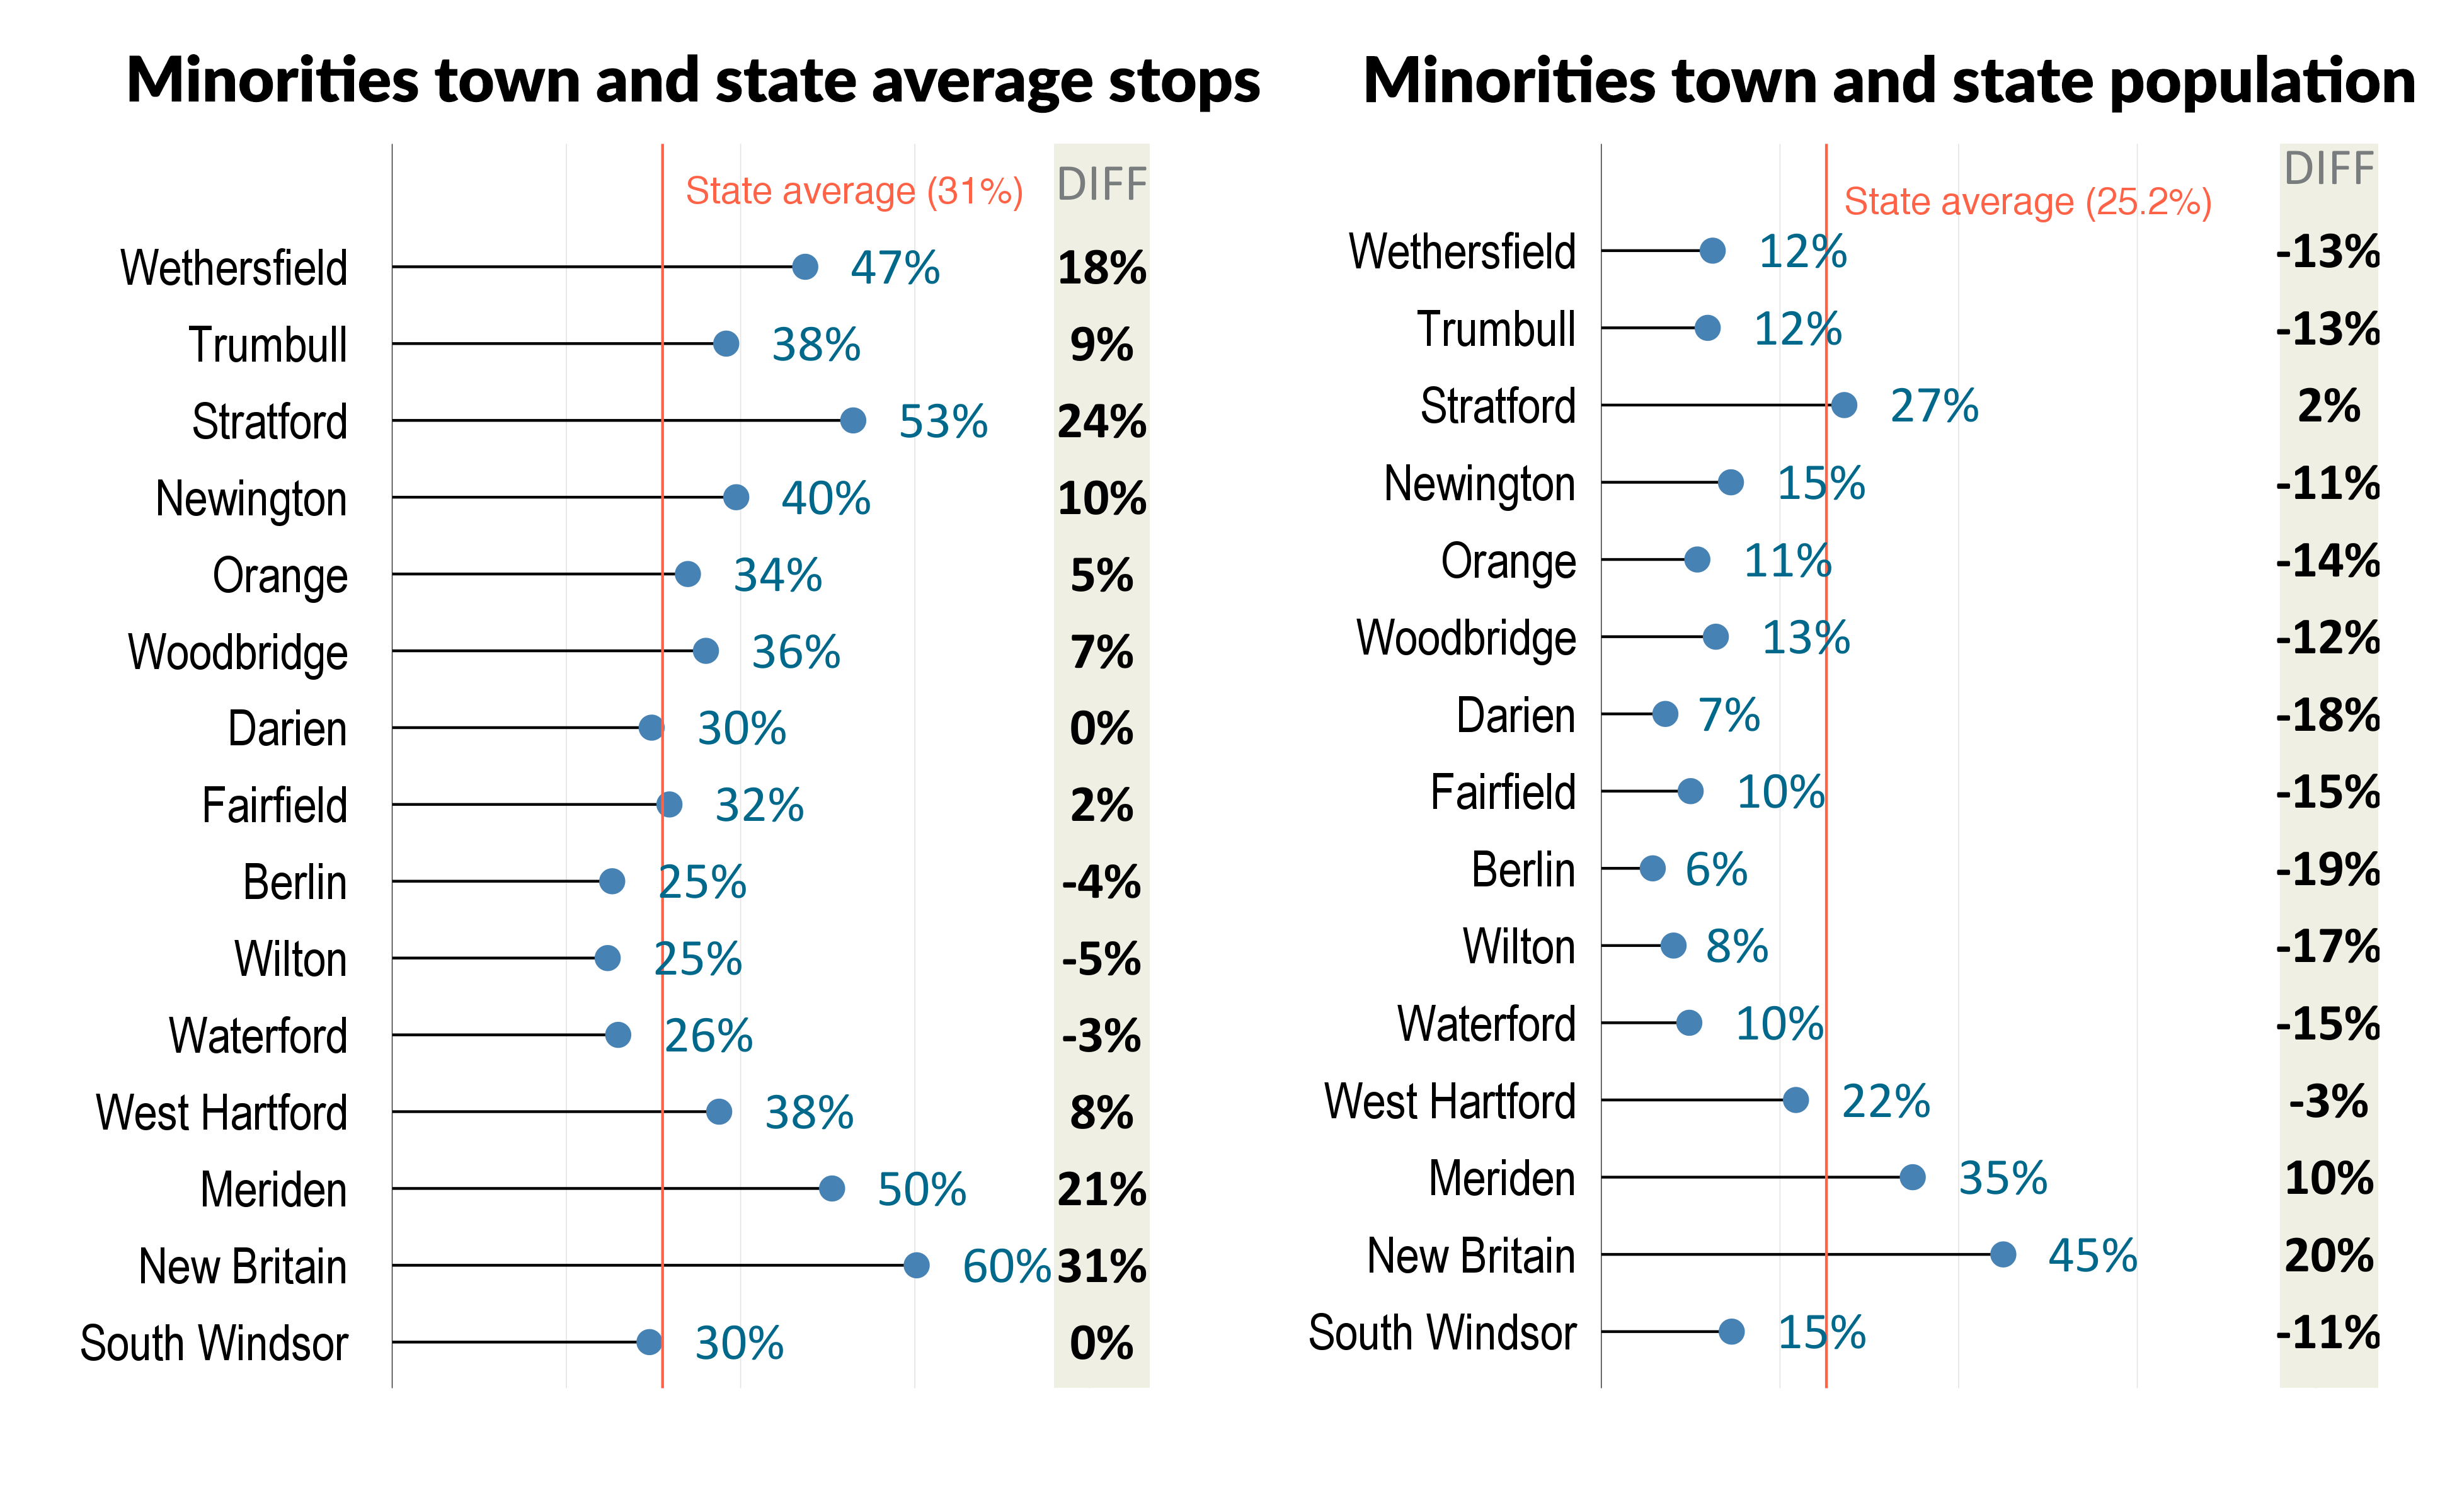 Minorities town and state average stops
State average (31%) DIFF
Wethersfield 47% 18%
Trumbull 38% 9%
Stratford 53% 24%
Newington 40% 10%
Orange 34% 5%
Woodbridge 36% 7%
Darien 30% 0%
Fairfield 32% 2%
Berlin 25% -4%
Wilton 25% -5%
Waterford 26% -3%
West Hartford 38% 8%
Meriden 50% 21%
New Britain 60% 31%
South Windsor 30% 0%
Minorities town and state population
State average (25.2%) DIFF
Wethersfield 12% -13%
Trumbull 12% -13%
Stratford 27% 2%
Newington 15% -11%
Orange 11% -14%
Woodbridge 13% -12%
Darien 7% -18%
Fairfield 10% -15%
Berlin 6% -19%
Wilton 8% -17%
Waterford 10% -15%
West Hartford 22% -3%
Meriden 35% 10%
New Britain 45% 20%
South Windsor 15% -11%